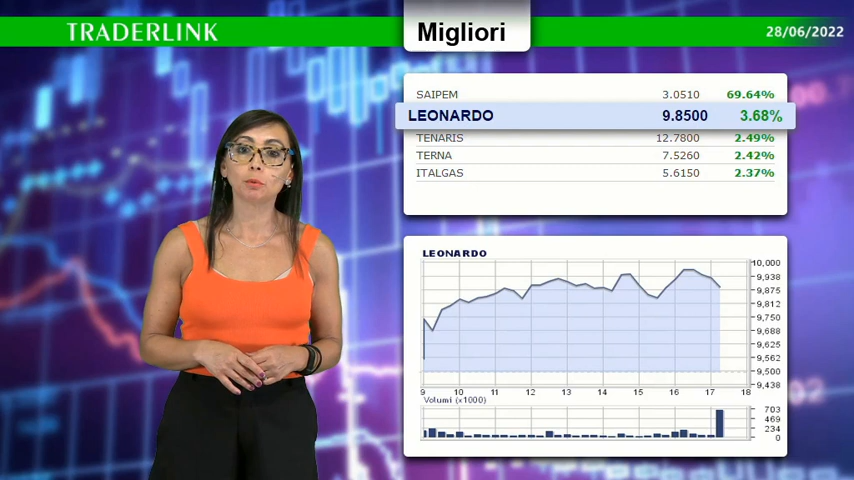 TRADERLINK
Migliori
28/06/2022
SAIPEM 3.0510 69.64%
LEONARDO 9.8500 3.68%
TENARIS 12.7800 2.49%
TERNA 7.5260 2.42%
ITALGAS 5.6150 2.37%
LEONARDO
10,000
9,938
9,875
9,812
9,750
9,688
9,625
9,562
9,500
9,438
9 10 11 12 13 14 15 16 17 18
Volumi (x1000)
703
469
234
0